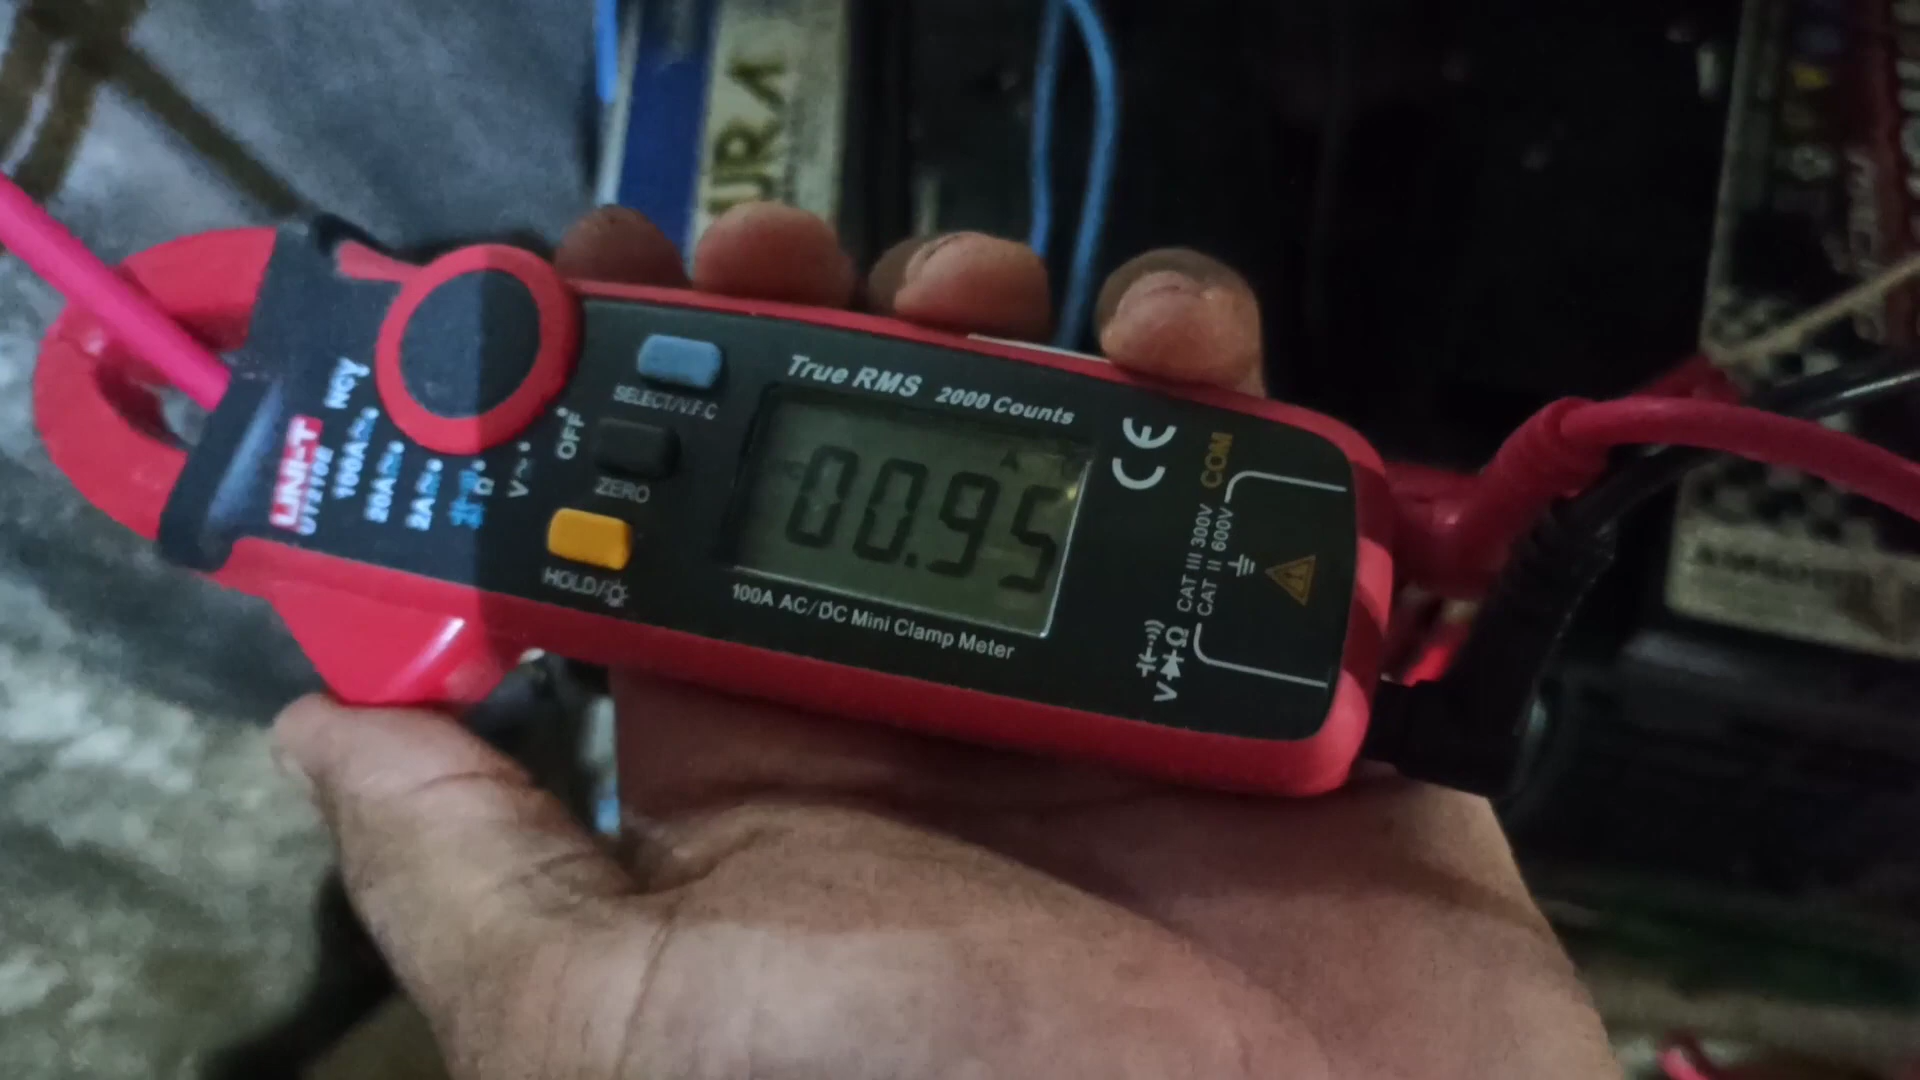 URA
True RMS 2000 Counts
SELECT/V.F.C
OFF
ZERO
HOLD/
NCV
100A
20A
2A
Ω
V~
UNI-T
UT210E
00.95
A
100A AC/DC Mini Clamp Meter
CE
COM
CAT III 300V
CAT II 600V
V Ω